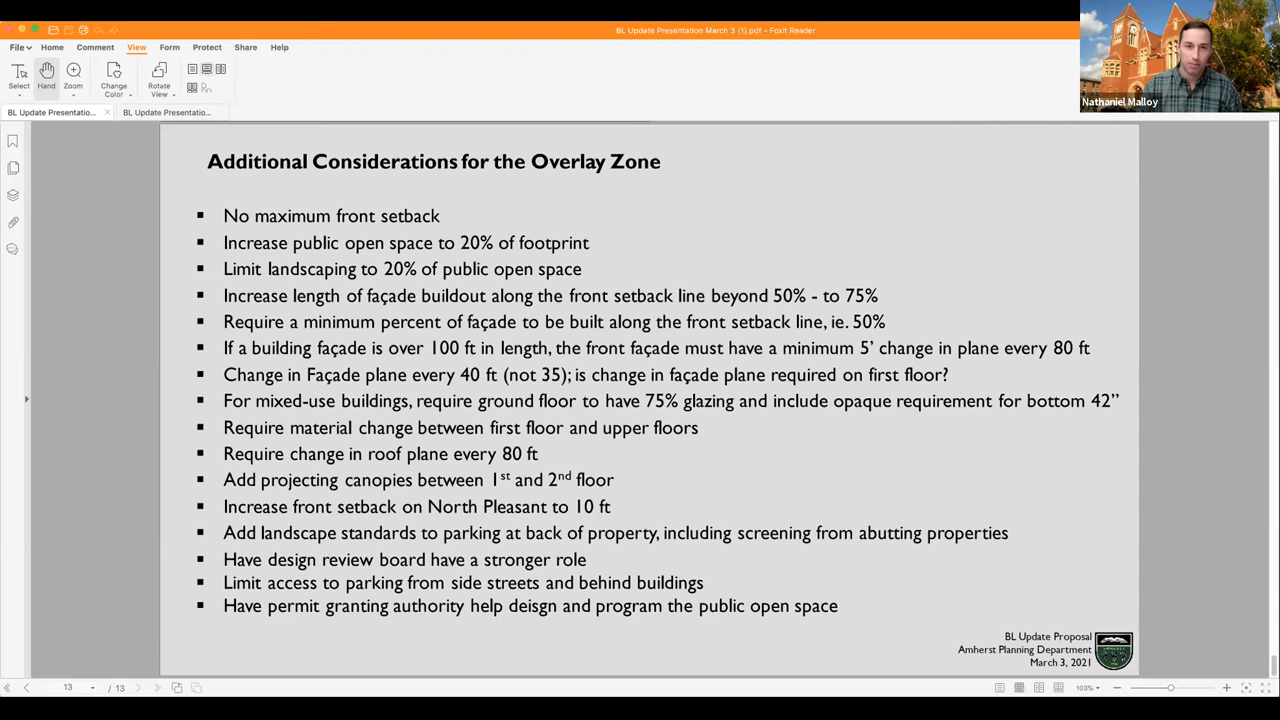 BL Update Presentation March 3 (1).pdf - Foxit Reader
File Home Comment View Form Protect Share Help
Select Hand Zoom Change Color Rotate View
BL Update Presentatio... BL Update Presentatio...
Nathaniel Malloy
Additional Considerations for the Overlay Zone
▪ No maximum front setback
▪ Increase public open space to 20% of footprint
▪ Limit landscaping to 20% of public open space
▪ Increase length of façade buildout along the front setback line beyond 50% - to 75%
▪ Require a minimum percent of façade to be built along the front setback line, ie. 50%
▪ If a building façade is over 100 ft in length, the front façade must have a minimum 5’ change in plane every 80 ft
▪ Change in Façade plane every 40 ft (not 35); is change in façade plane required on first floor?
▪ For mixed-use buildings, require ground floor to have 75% glazing and include opaque requirement for bottom 42”
▪ Require material change between first floor and upper floors
▪ Require change in roof plane every 80 ft
▪ Add projecting canopies between 1st and 2nd floor
▪ Increase front setback on North Pleasant to 10 ft
▪ Add landscape standards to parking at back of property, including screening from abutting properties
▪ Have design review board have a stronger role
▪ Limit access to parking from side streets and behind buildings
▪ Have permit granting authority help deisgn and program the public open space
BL Update Proposal
Amherst Planning Department
March 3, 2021
13 / 13
103%